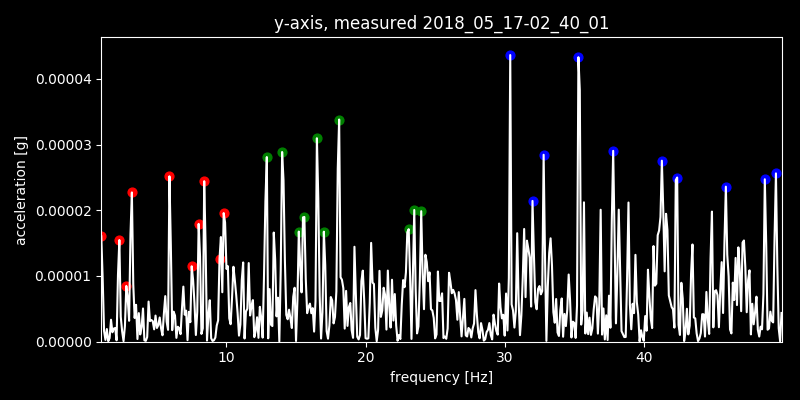 y-axis, measured 2018_05_17-02_40_01
0.00004
0.00003
0.00002
0.00001
0.00000
acceleration [g]
10 20 30 40
frequency [Hz]